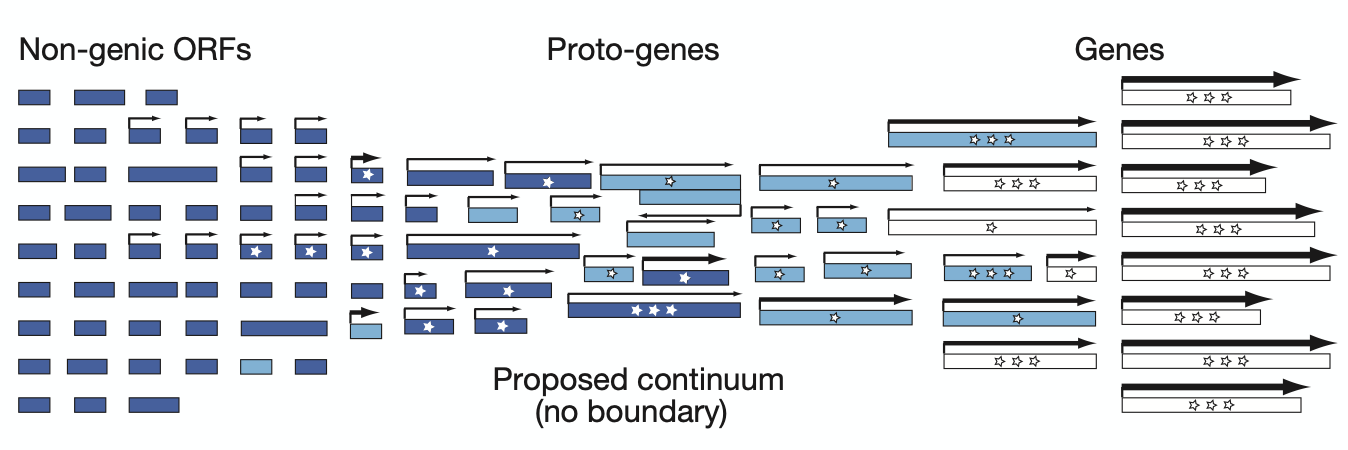 Non-genic ORFs
Proto-genes
Genes
Proposed continuum
(no boundary)